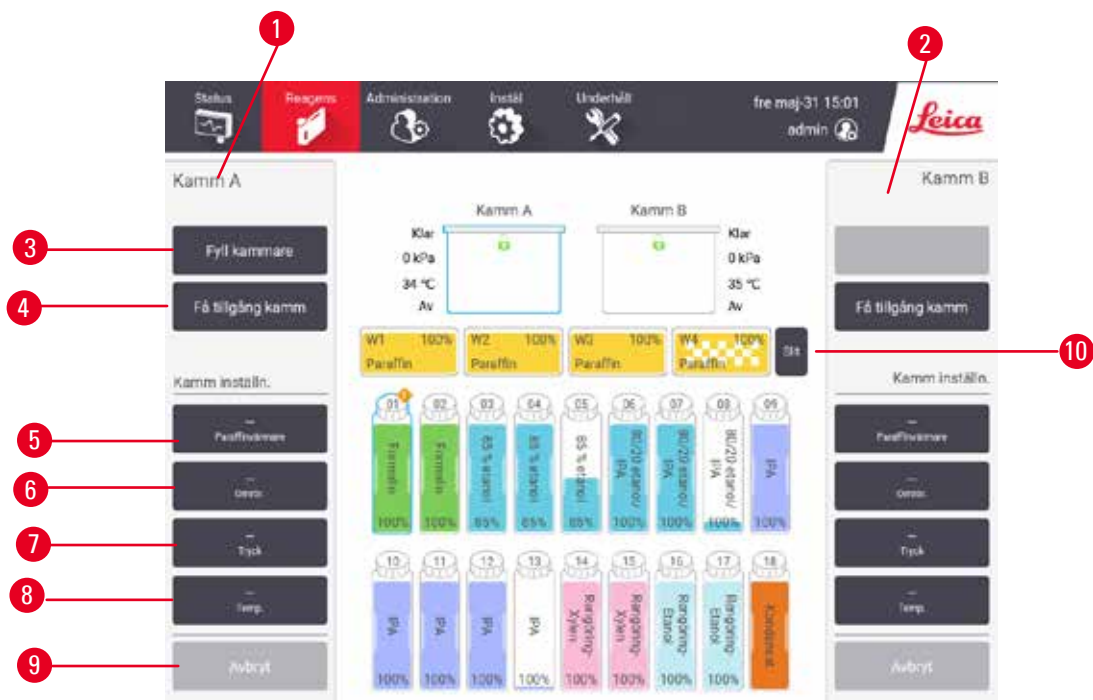 1
2
Status
Reagens
Administration
Inställ
Underhåll
fre maj-31 15:01
admin
Leica
Kamm A
Kamm B
3
Fyll kammare
4
Få tillgång kamm
Få tillgång kamm
Kamm A
Kamm B
Klar
0 kPa
34 °C
Av
Klar
0 kPa
35 °C
Av
W1 100%
Paraffin
W2 100%
Paraffin
W3 100%
Paraffin
W4 100%
Paraffin
10
Kamm inställn.
Kamm inställn.
5
--
Paraffinvärmare
6
--
7
--
Tryck
8
--
Temp.
9
Avbryt
--
Paraffinvärmare
--
--
Tryck
--
Temp.
Avbryt
01
Formalin
100%
02
Formalin
100%
03
85 % etanol
85%
04
85 % etanol
85%
05
85 % etanol
85%
06
80/20 etanol/
IPA
100%
07
80/20 etanol/
IPA
100%
08
80/20 etanol/
IPA
100%
09
IPA
100%
10
IPA
100%
11
IPA
100%
12
IPA
100%
13
IPA
100%
14
Rengöring-
Xylen
100%
15
Rengöring-
Xylen
100%
16
Rengöring-
Etanol
100%
17
Rengöring-
Etanol
100%
18
Kondensat